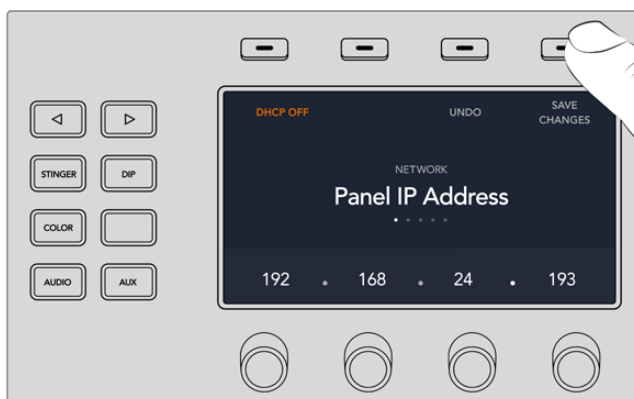 DHCP OFF
UNDO
SAVE
CHANGES
NETWORK
Panel IP Address
192 . 168 . 24 . 193
STINGER
DIP
COLOR
AUDIO
AUX